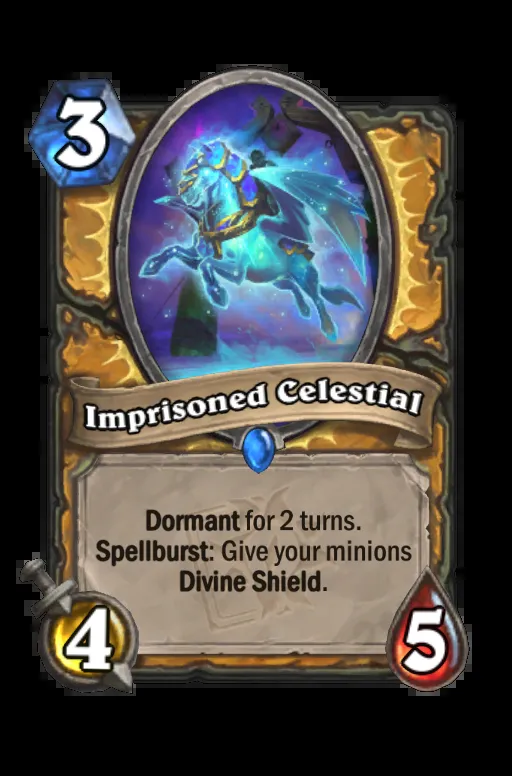 3
Imprisoned Celestial
Dormant for 2 turns.
Spellburst: Give your minions
Divine Shield.
4
5